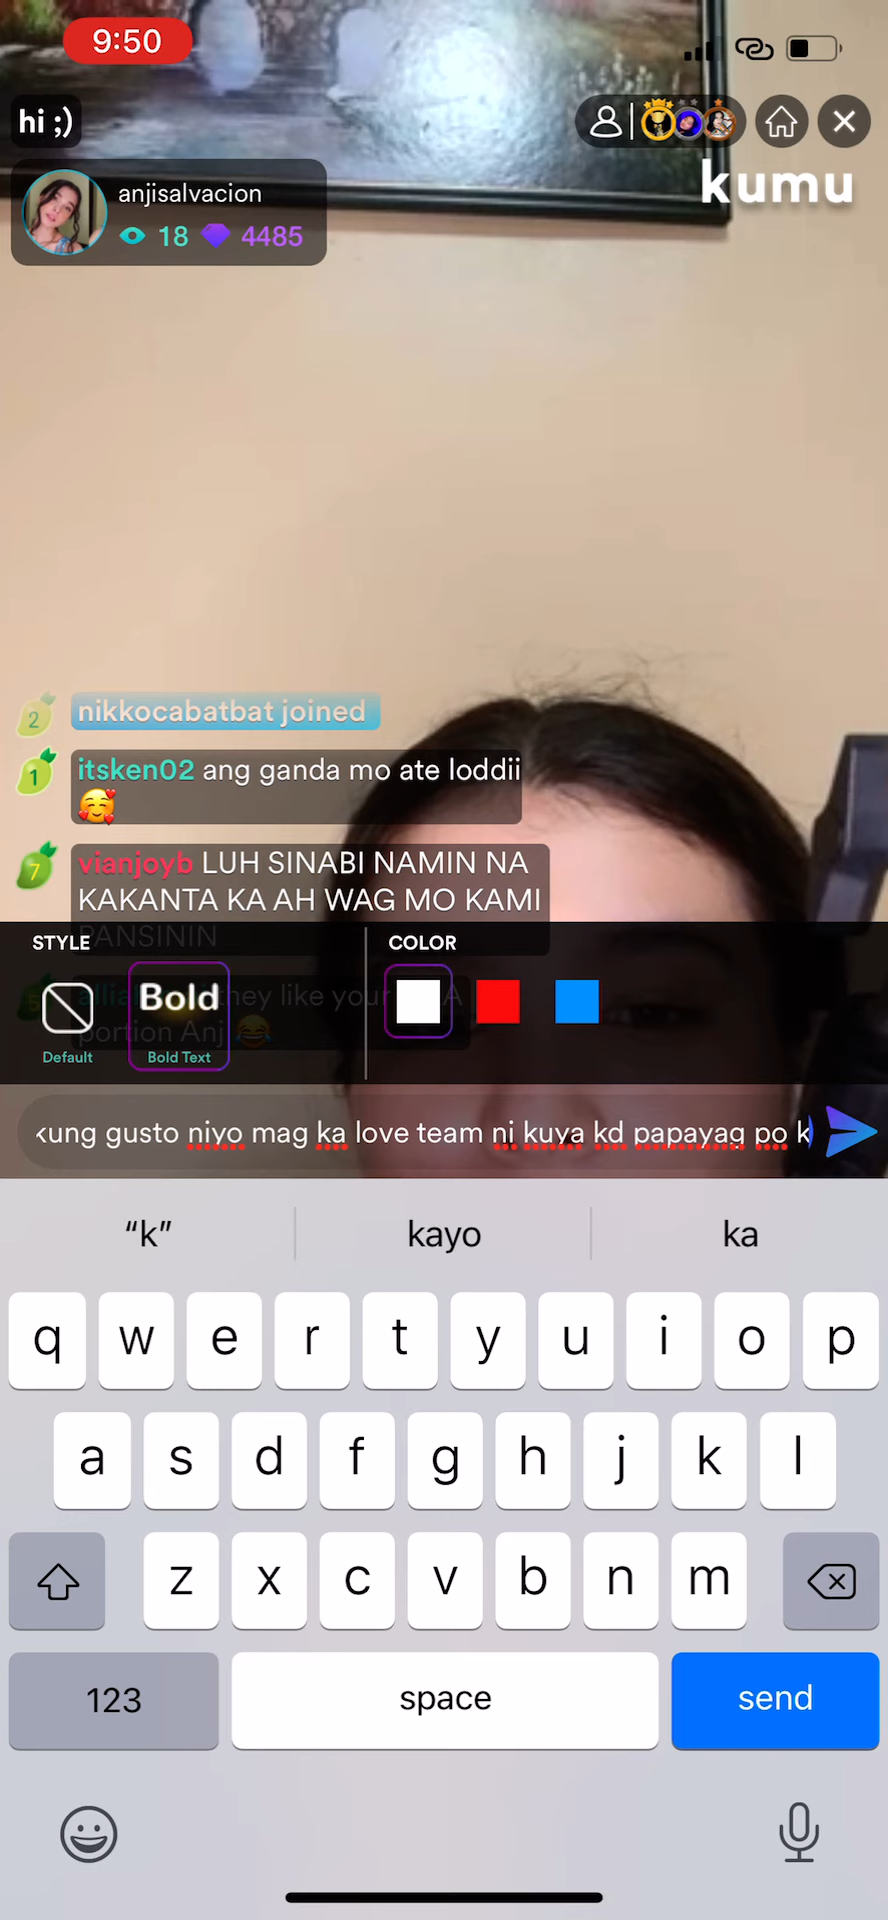 9:50
hi ;)
anjisalvacion
18 4485
kumu
2 nikkocabatbat joined
1 itsken02 ang ganda mo ate loddii
🥰
7 vianjoyb LUH SINABI NAMIN NA
KAKANTA KA AH WAG MO KAMI
PANSININ
STYLE COLOR
they like your
portion Anj 😂
Bold
Default Bold Text
kung gusto niyo mag ka love team ni kuya kd papayag po k
“k” kayo ka
q w e r t y u i o p
a s d f g h j k l
z x c v b n m
123 space send